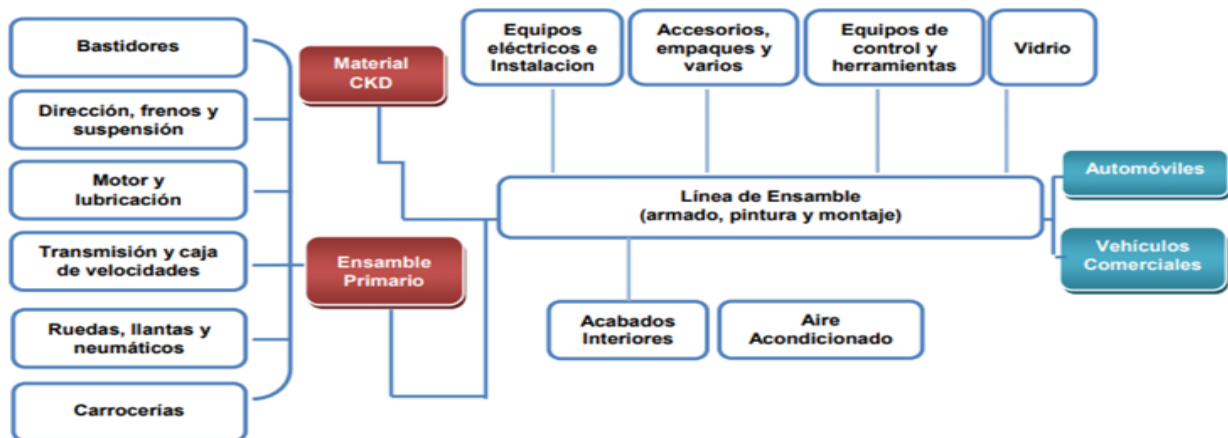 Bastidores
Dirección, frenos y
suspensión
Motor y
lubricación
Transmisión y caja
de velocidades
Ruedas, llantas y
neumáticos
Carrocerías
Material
CKD
Ensamble
Primario
Equipos
eléctricos e
Instalacion
Accesorios,
empaques y
varios
Equipos de
control y
herramientas
Vidrio
Línea de Ensamble
(armado, pintura y montaje)
Acabados
Interiores
Aire
Acondicionado
Automóviles
Vehículos
Comerciales